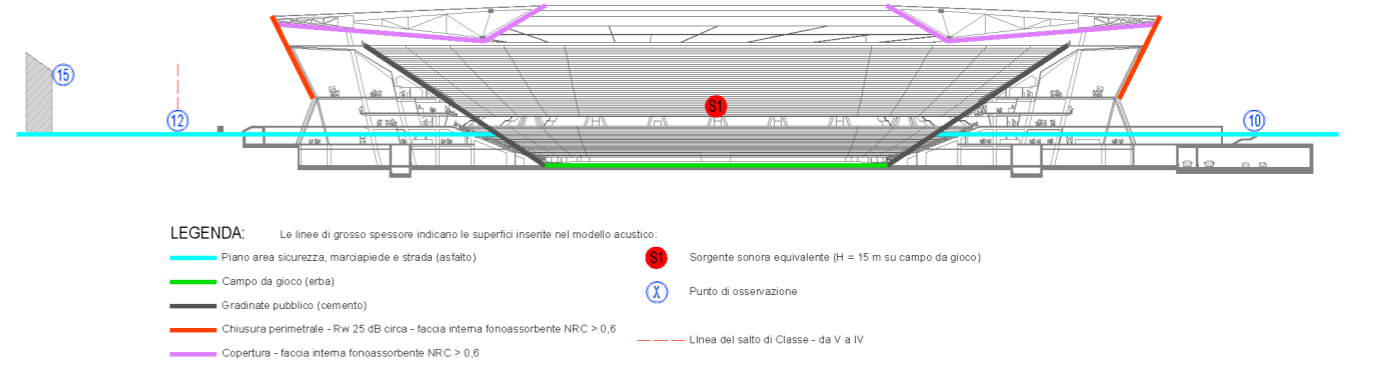 15
S1
12
10
LEGENDA: Le linee di grosso spessore indicano le superfici inserite nel modello acustico:
Piano area sicurezza, marciapiede e strada (asfalto)
S1 Sorgente sonora equivalente (H = 15 m su campo da gioco)
Campo da gioco (erba)
X Punto di osservazione
Gradinate pubblico (cemento)
Chiusura perimetrale - Rw 25 dB circa - faccia interna fonoassorbente NRC > 0,6
LInea del salto di Classe - da V a IV
Copertura - faccia interna fonoassorbente NRC > 0,6